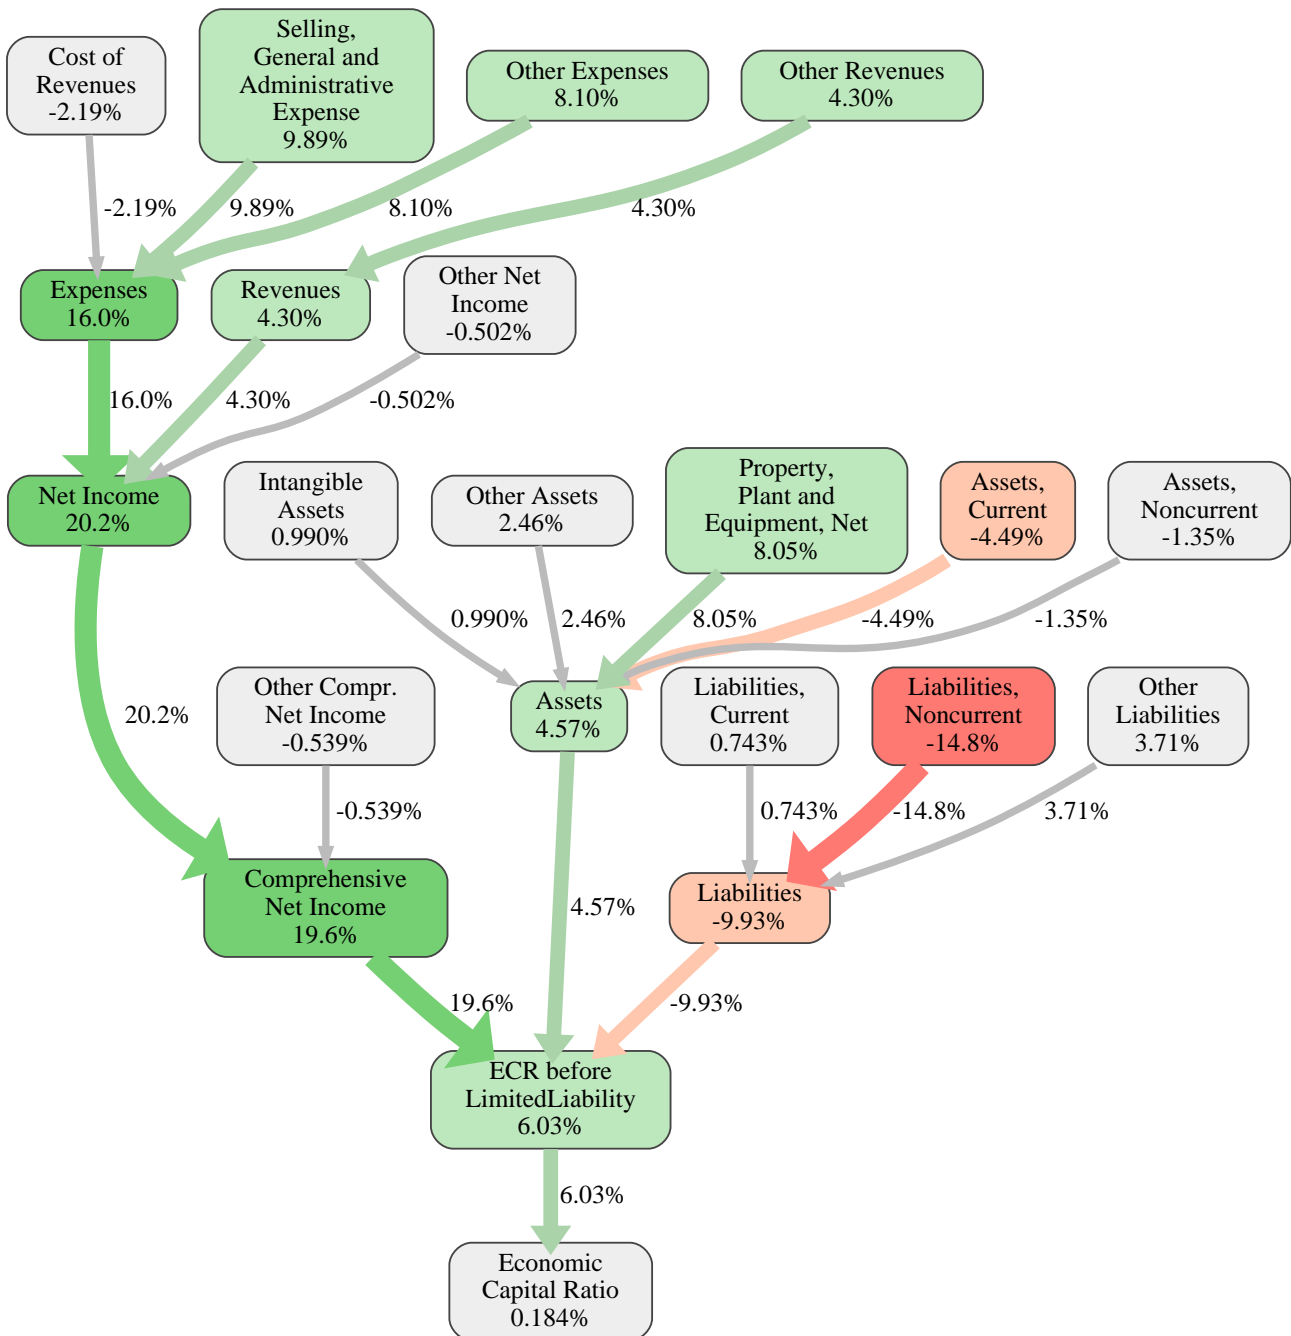 Cost of
Revenues
-2.19%
Selling,
General and
Administrative
Expense
9.89%
Other Expenses
8.10%
Other Revenues
4.30%
-2.19%
9.89%
8.10%
4.30%
Expenses
16.0%
Revenues
4.30%
Other Net
Income
-0.502%
16.0%
4.30%
-0.502%
Net Income
20.2%
Intangible
Assets
0.990%
Other Assets
2.46%
Property,
Plant and
Equipment, Net
8.05%
Assets,
Current
-4.49%
Assets,
Noncurrent
-1.35%
0.990%
2.46%
8.05%
-4.49%
-1.35%
20.2%
Other Compr.
Net Income
-0.539%
Assets
4.57%
Liabilities,
Current
0.743%
Liabilities,
Noncurrent
-14.8%
Other
Liabilities
3.71%
-0.539%
0.743%
-14.8%
3.71%
Comprehensive
Net Income
19.6%
4.57%
Liabilities
-9.93%
19.6%
-9.93%
ECR before
LimitedLiability
6.03%
6.03%
Economic
Capital Ratio
0.184%